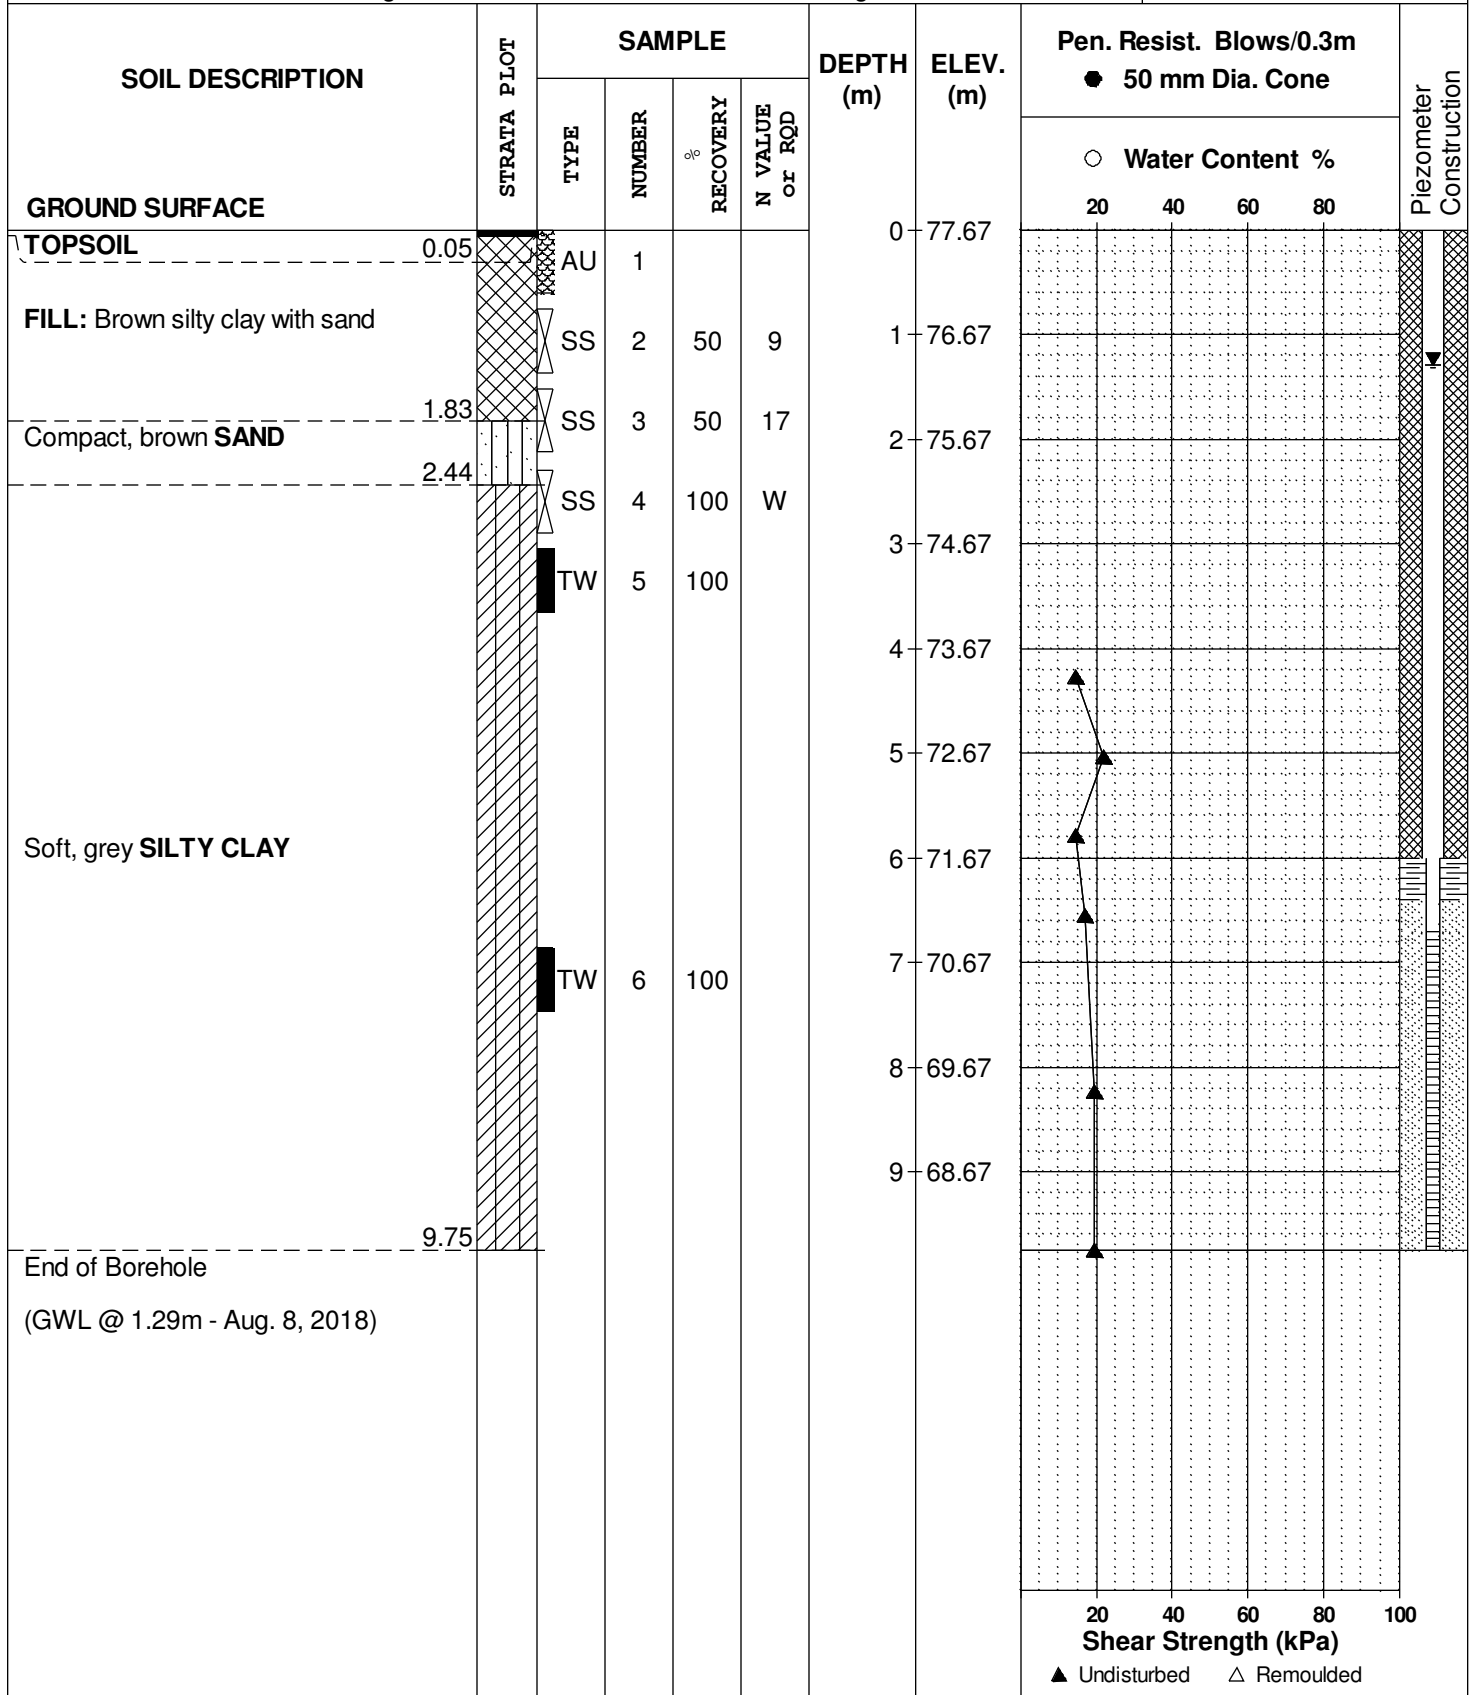 SOIL DESCRIPTION
GROUND SURFACE
STRATA PLOT
SAMPLE
TYPE
NUMBER
% RECOVERY
N VALUE or RQD
DEPTH (m)
ELEV. (m)
Pen. Resist. Blows/0.3m
● 50 mm Dia. Cone
○ Water Content %
20 40 60 80
Piezometer Construction
TOPSOIL 0.05
FILL: Brown silty clay with sand
1.83
Compact, brown SAND
2.44
Soft, grey SILTY CLAY
9.75
End of Borehole
(GWL @ 1.29m - Aug. 8, 2018)
AU 1
SS 2 50 9
SS 3 50 17
SS 4 100 W
TW 5 100
TW 6 100
0 77.67
1 76.67
2 75.67
3 74.67
4 73.67
5 72.67
6 71.67
7 70.67
8 69.67
9 68.67
20 40 60 80 100
Shear Strength (kPa)
▲ Undisturbed △ Remoulded